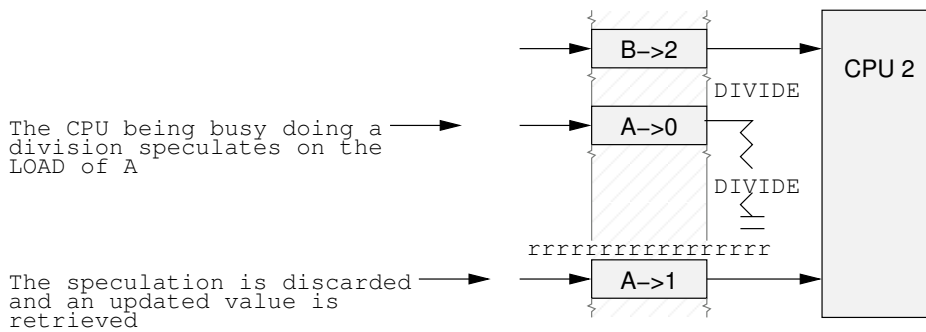 B–>2
CPU 2
DIVIDE
A–>0
The CPU being busy doing a
division speculates on the
LOAD of A
DIVIDE
rrrrrrrrrrrrrrrrr
A–>1
The speculation is discarded
and an updated value is
retrieved